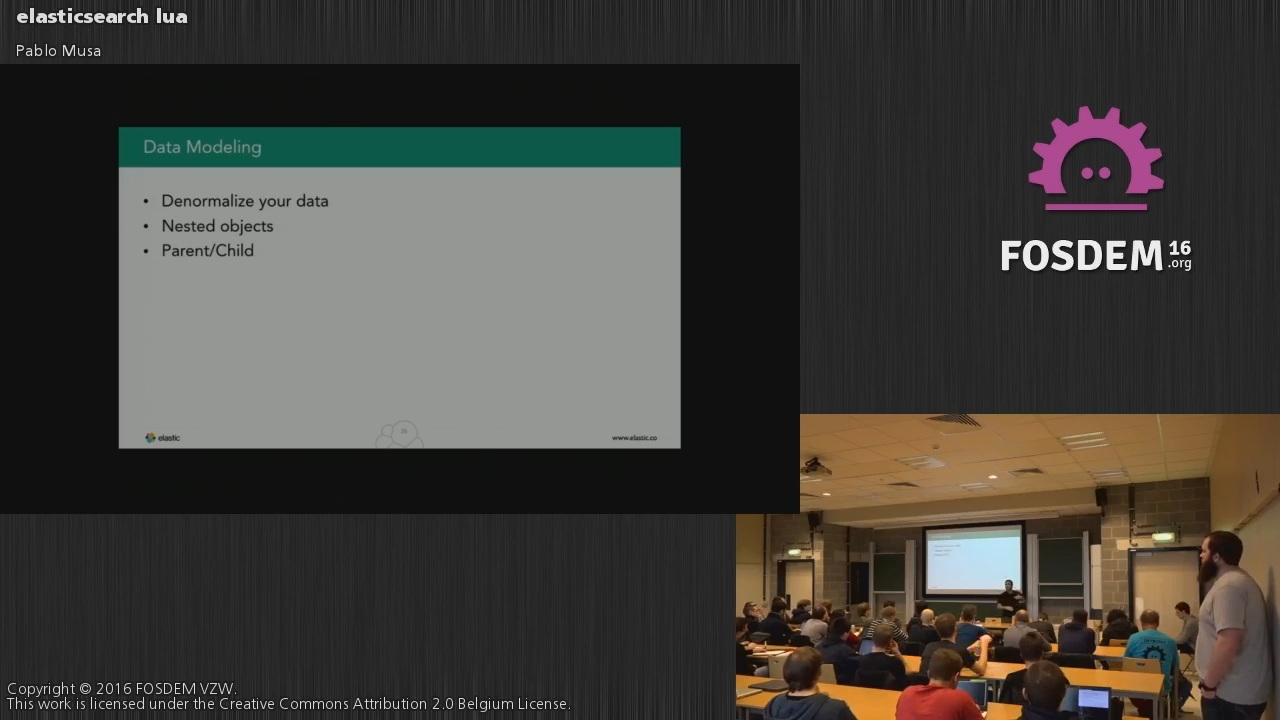 elasticsearch lua
Pablo Musa
Data Modeling
• Denormalize your data
• Nested objects
• Parent/Child
elastic
36
www.elastic.co
FOSDEM 16
.org
Copyright © 2016 FOSDEM VZW.
This work is licensed under the Creative Commons Attribution 2.0 Belgium License.